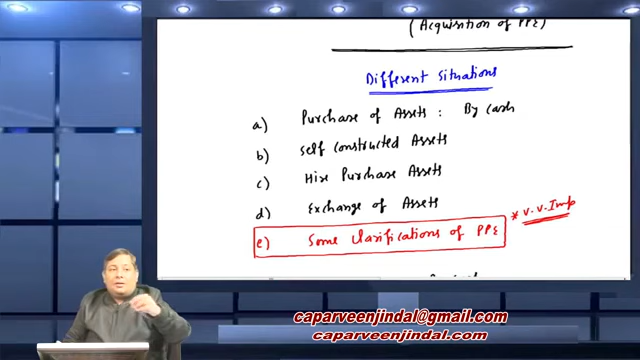 (Acquisition of PPE)
Different Situations
a) Purchase of Assets : By cash
b) Self constructed Assets
c) Hire Purchase Assets
d) Exchange of Assets
* V.V.Imp
e) Some Clarifications of PPE
caparveenjindal@gmail.com
caparveenjindal.com